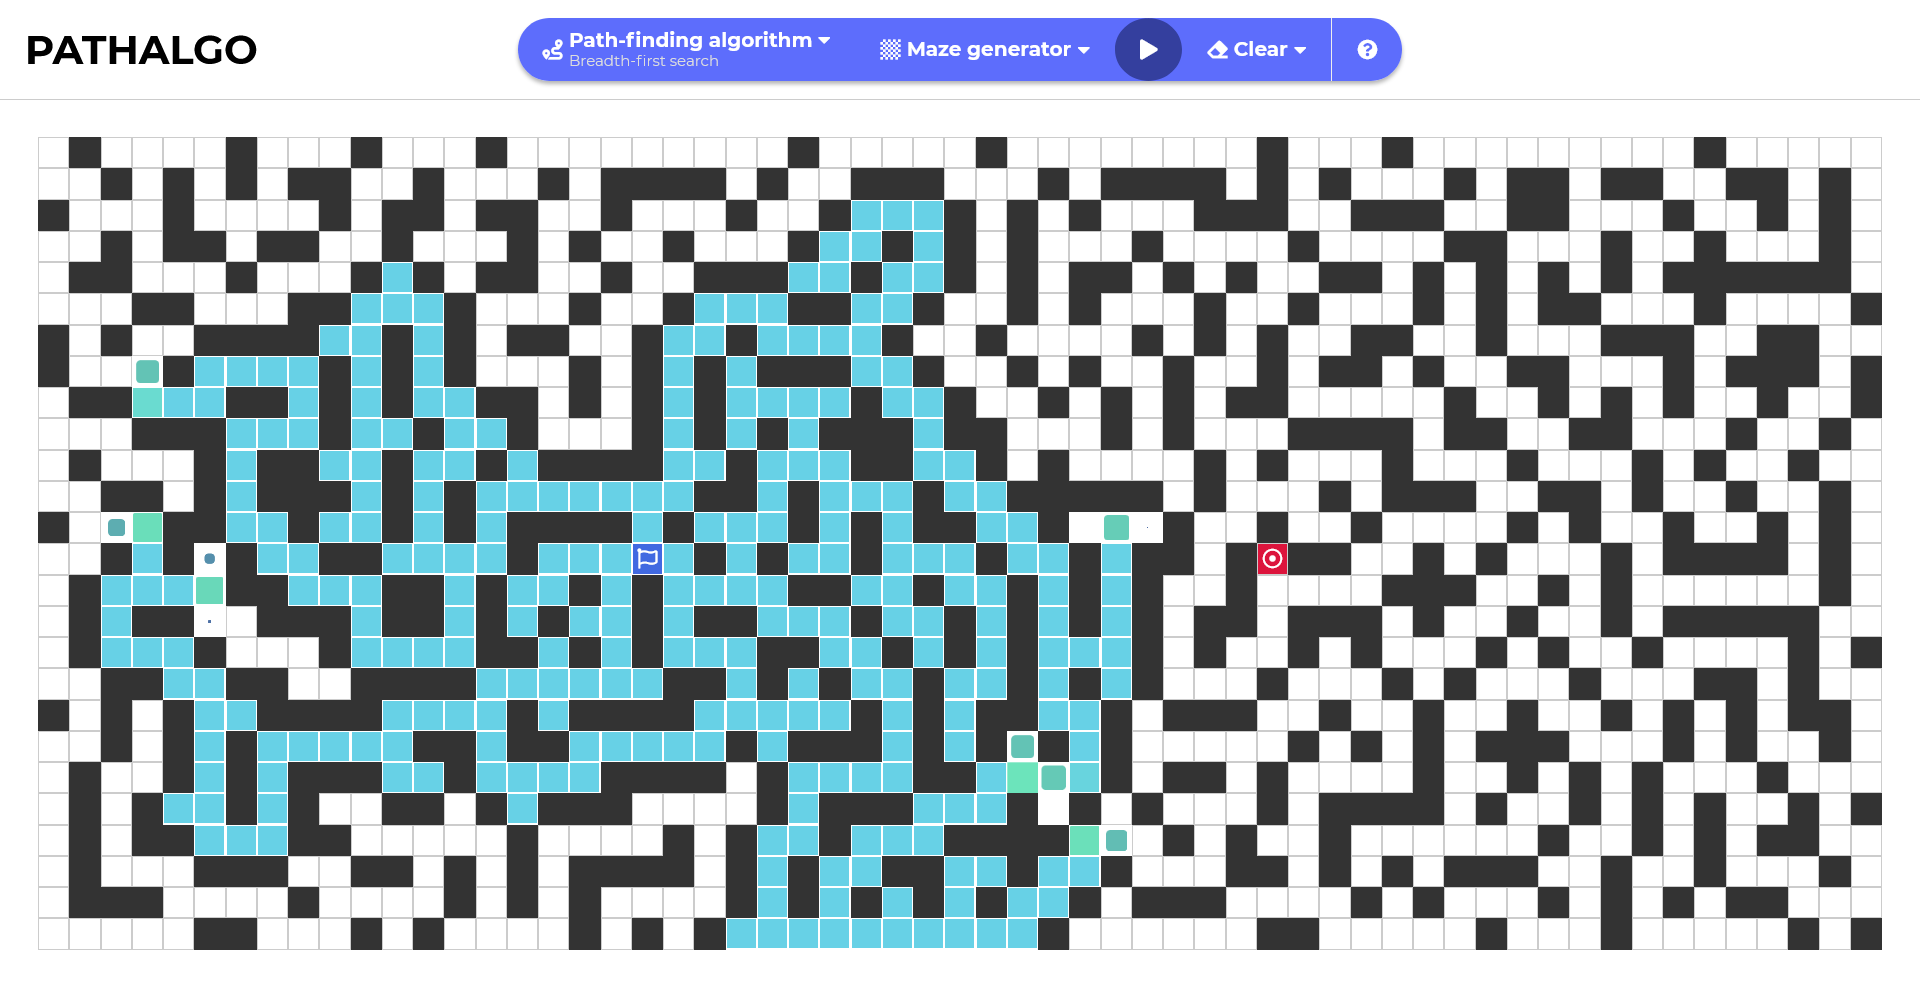 PATHALGO
Path-finding algorithm
Breadth-first search
Maze generator
Clear
?